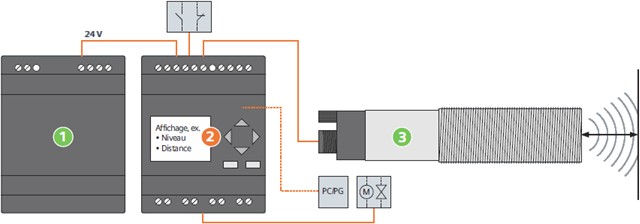 24 V
1
Affichage, ex.
• Niveau
• Distance
2
3
PC/PG
M